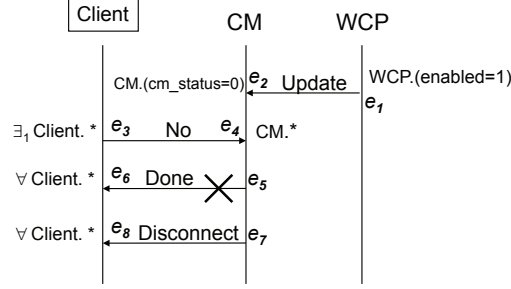 Client CM WCP
CM.(cm_status=0) e2 Update WCP.(enabled=1)
e1
∃1 Client. * e3 No e4 CM.*
∀ Client. * e6 Done e5
∀ Client. * e8 Disconnect e7